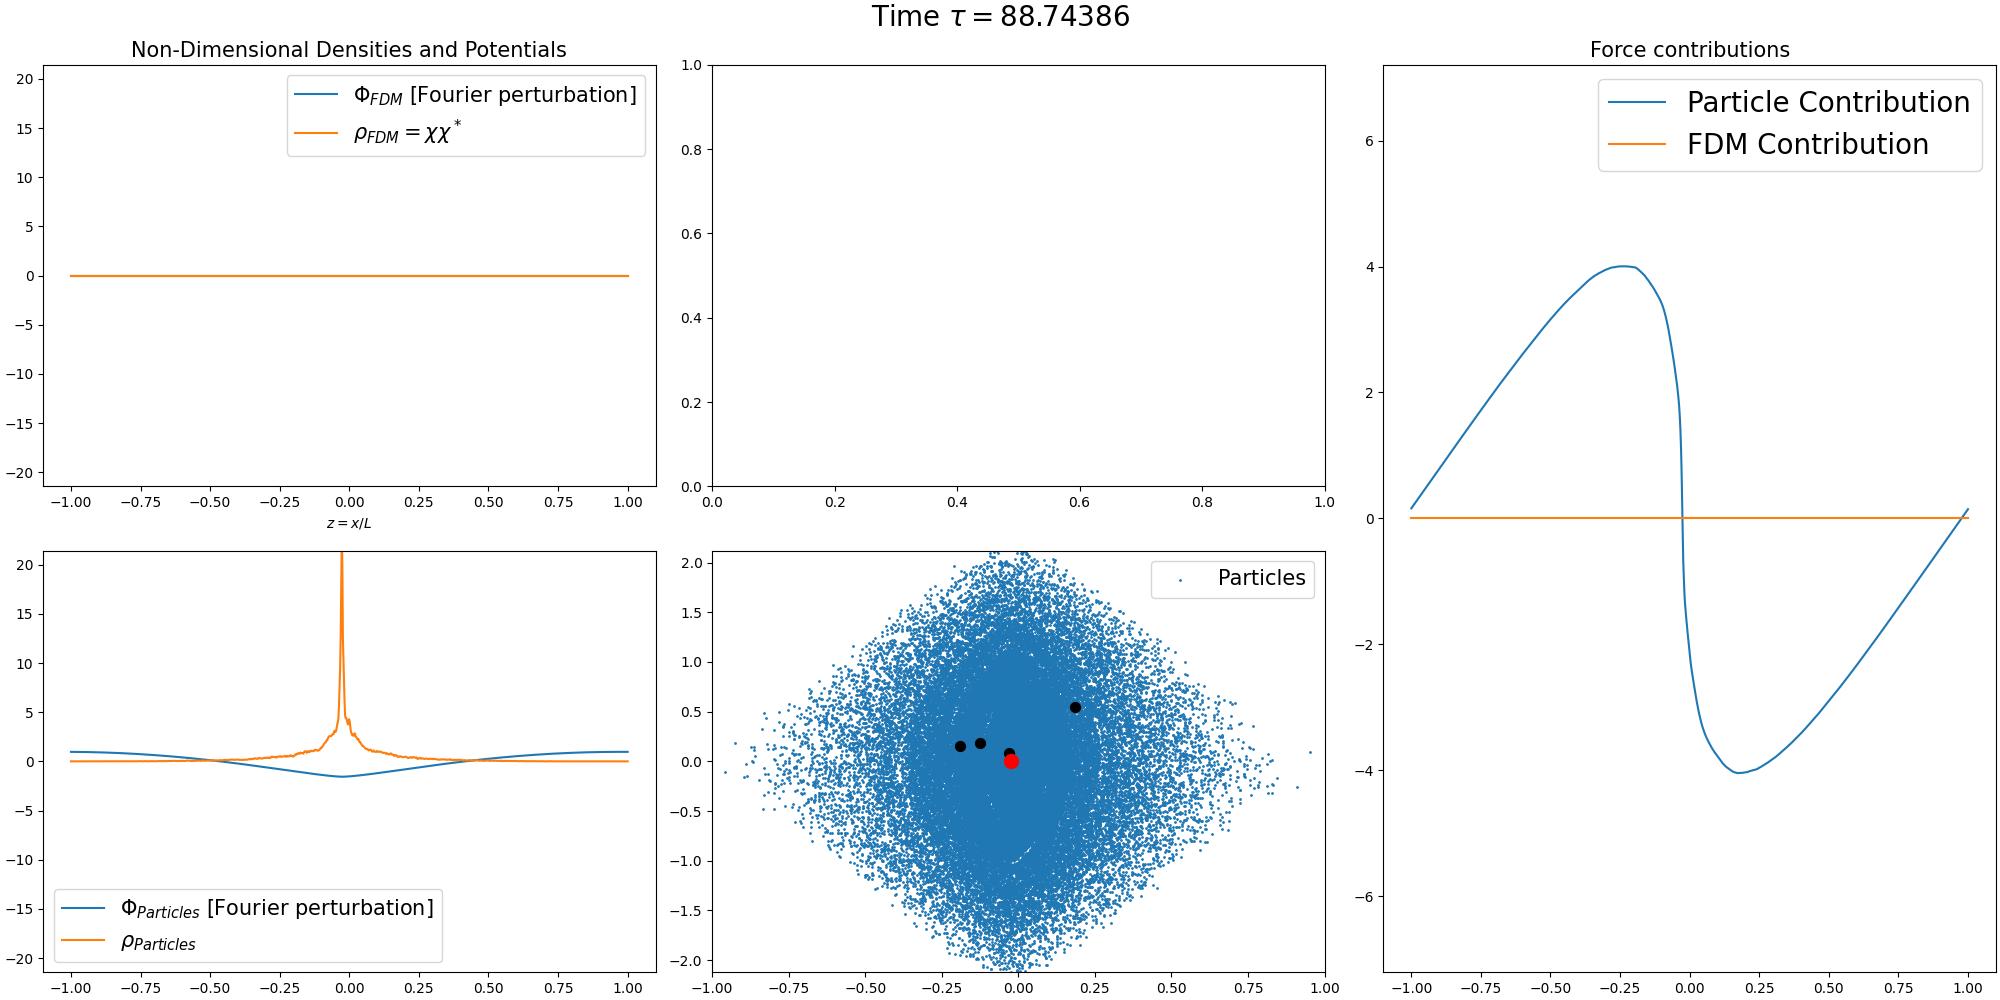 Time τ = 88.74386
Non-Dimensional Densities and Potentials
20
15
10
5
0
−5
−10
−15
−20
−1.00 −0.75 −0.50 −0.25 0.00 0.25 0.50 0.75 1.00
z = x/L
Φ_FDM [Fourier perturbation]
ρ_FDM = χχ*
1.0
0.8
0.6
0.4
0.2
0.0
0.0 0.2 0.4 0.6 0.8 1.0
Force contributions
6
4
2
0
−2
−4
−6
−1.00 −0.75 −0.50 −0.25 0.00 0.25 0.50 0.75 1.00
Particle Contribution
FDM Contribution
20
15
10
5
0
−5
−10
−15
−20
−1.00 −0.75 −0.50 −0.25 0.00 0.25 0.50 0.75 1.00
Φ_Particles [Fourier perturbation]
ρ_Particles
2.0
1.5
1.0
0.5
0.0
−0.5
−1.0
−1.5
−2.0
−1.00 −0.75 −0.50 −0.25 0.00 0.25 0.50 0.75 1.00
Particles